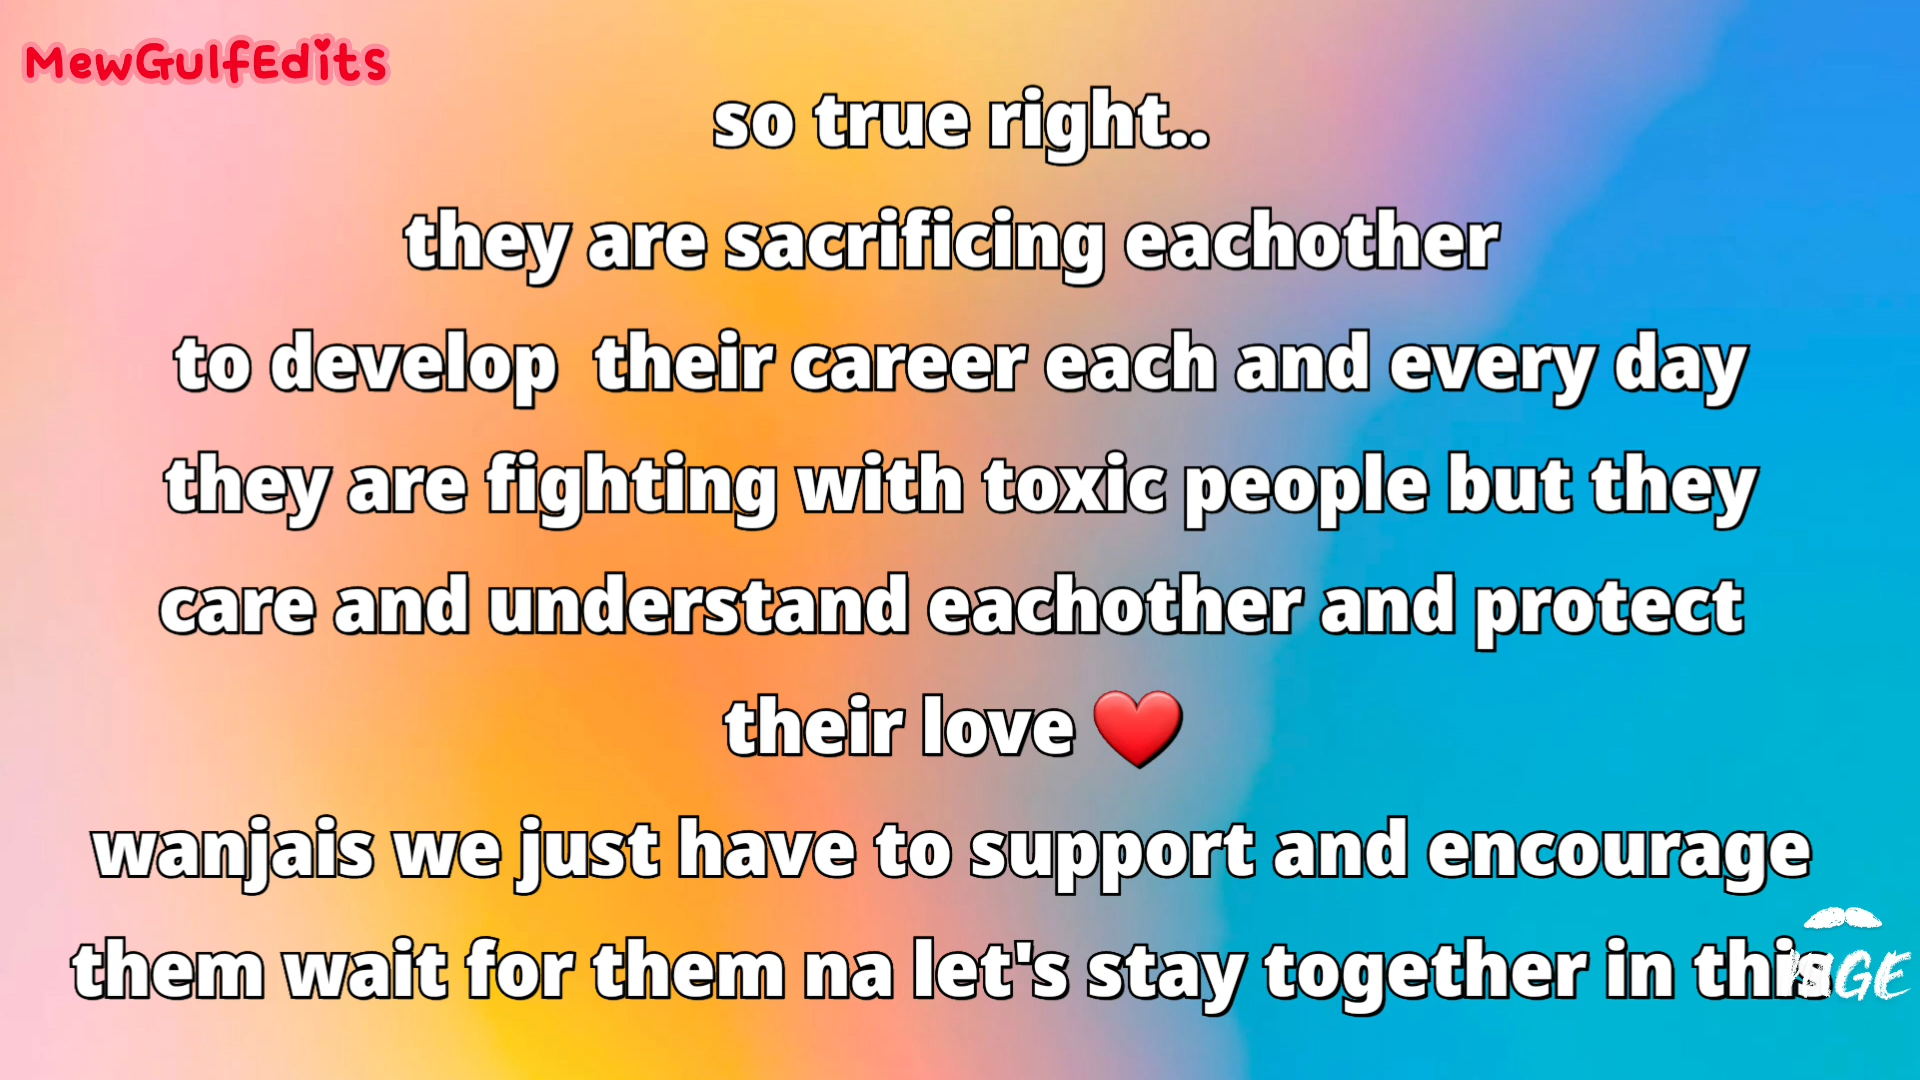 MewGulfEdits
so true right..
they are sacrificing eachother
to develop  their career each and every day
they are fighting with toxic people but they
care and understand eachother and protect
their love ❤️
wanjais we just have to support and encourage
them wait for them na let's stay together in this